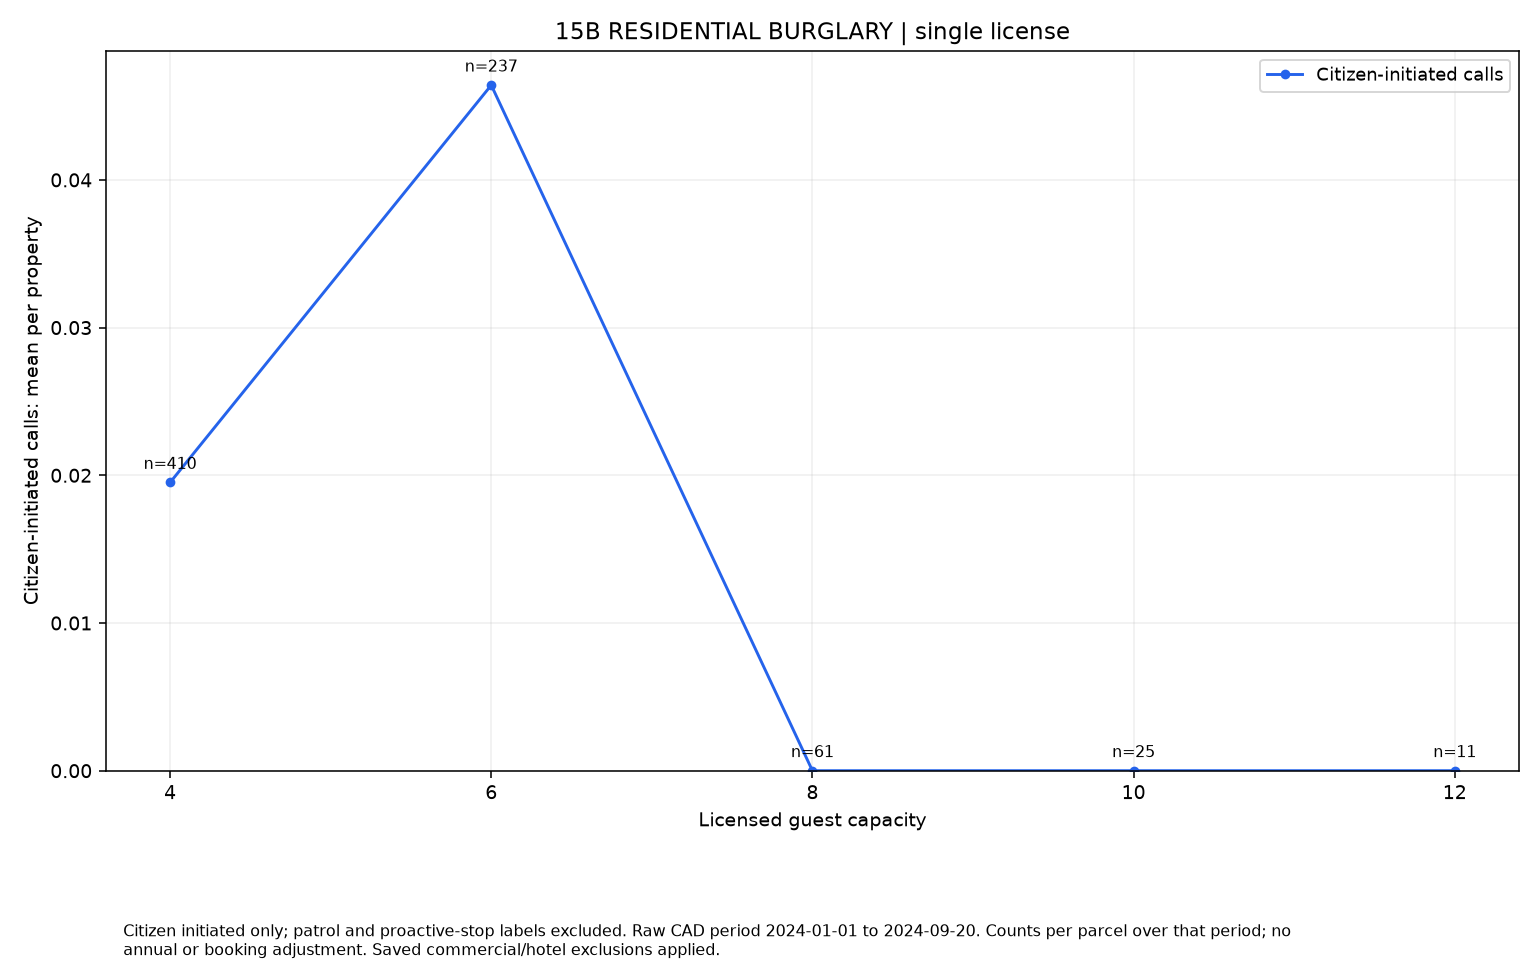 15B RESIDENTIAL BURGLARY | single license
Citizen-initiated calls
n=237
n=410
n=61
n=25
n=11
Citizen-initiated calls: mean per property
0.04
0.03
0.02
0.01
0.00
4
6
8
10
12
Licensed guest capacity
Citizen initiated only; patrol and proactive-stop labels excluded. Raw CAD period 2024-01-01 to 2024-09-20. Counts per parcel over that period; no
annual or booking adjustment. Saved commercial/hotel exclusions applied.